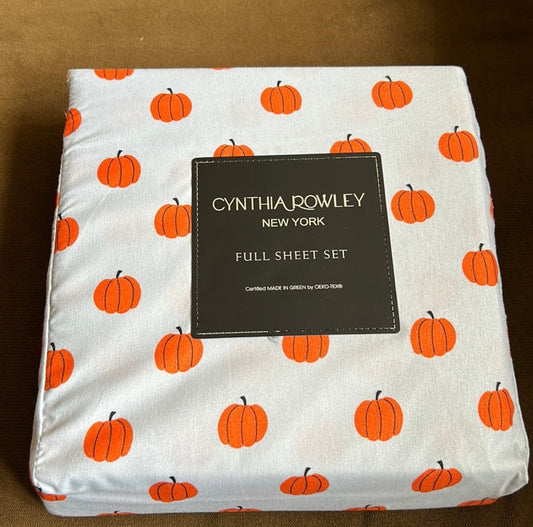 CYNTHIA ROWLEY
NEW YORK
FULL SHEET SET
Certified MADE IN GREEN by OEKO-TEX®